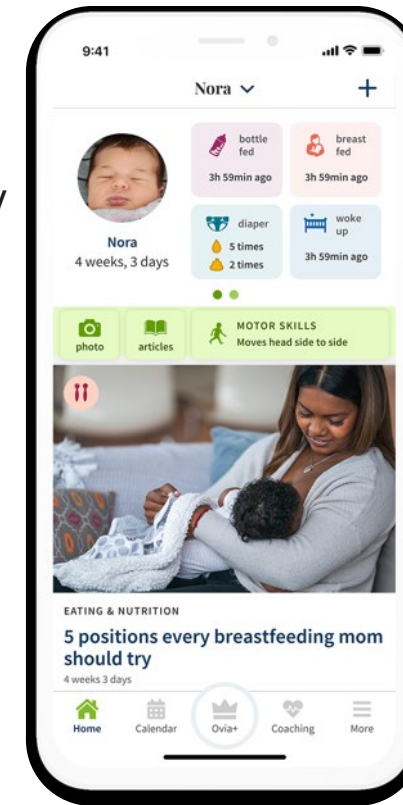 y
9:41
Nora
+
Nora
4 weeks, 3 days
bottle
fed
3h 59min ago
breast
fed
3h 59min ago
diaper
5 times
2 times
woke
up
3h 59min ago
photo
articles
MOTOR SKILLS
Moves head side to side
EATING & NUTRITION
5 positions every breastfeeding mom
should try
4 weeks 3 days
Home
Calendar
Ovia+
Coaching
More